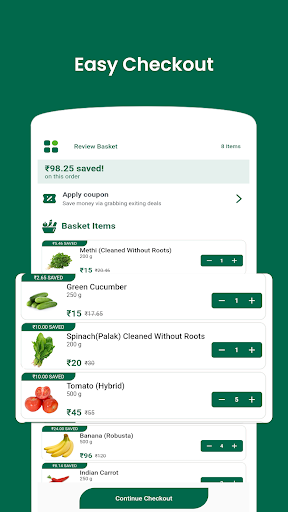 Easy Checkout
Review Basket
8 Items
₹98.25 saved!
on this order
Apply coupon
Save money via grabbing exiting deals.
Basket Items
₹5.46 SAVED
Methi (Cleaned Without Roots)
200 g
₹15 ₹20.46
1
₹2.65 SAVED
Green Cucumber
250 g
₹15 ₹17.65
1
₹10.00 SAVED
Spinach(Palak) Cleaned Without Roots
100 g
₹20 ₹30
1
₹10.00 SAVED
Tomato (Hybrid)
500 g
₹45 ₹55
5
₹24.00 SAVED
Banana (Robusta)
500 g
₹96 ₹120
4
₹8.14 SAVED
Indian Carrot
250 g
Continue Checkout